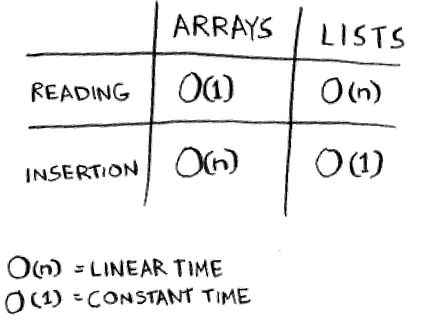 ARRAYS LISTS
READING O(1) O(n)
INSERTION O(n) O(1)
O(n) = LINEAR TIME
O(1) = CONSTANT TIME